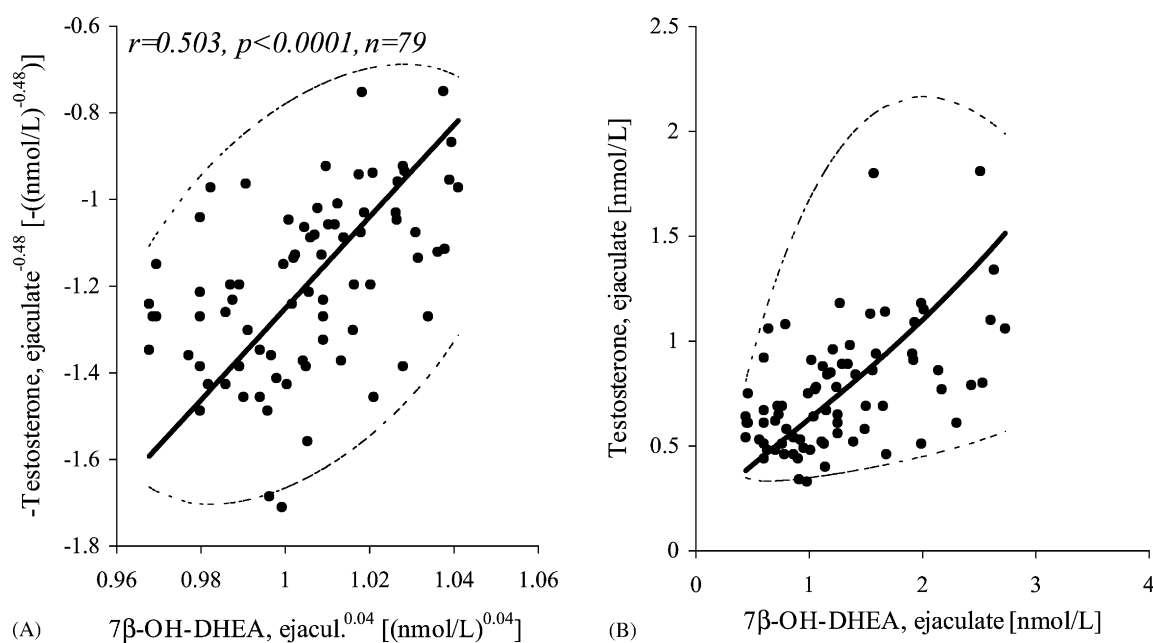 r=0.503, p<0.0001, n=79
-Testosterone, ejaculate^-0.48 [-((nmol/L)^-0.48)]
-0.6
-0.8
-1
-1.2
-1.4
-1.6
-1.8
0.96 0.98 1 1.02 1.04 1.06
(A) 7β-OH-DHEA, ejacul.^0.04 [(nmol/L)^0.04]
Testosterone, ejaculate [nmol/L]
2.5
2
1.5
1
0.5
0
0 1 2 3 4
(B) 7β-OH-DHEA, ejaculate [nmol/L]